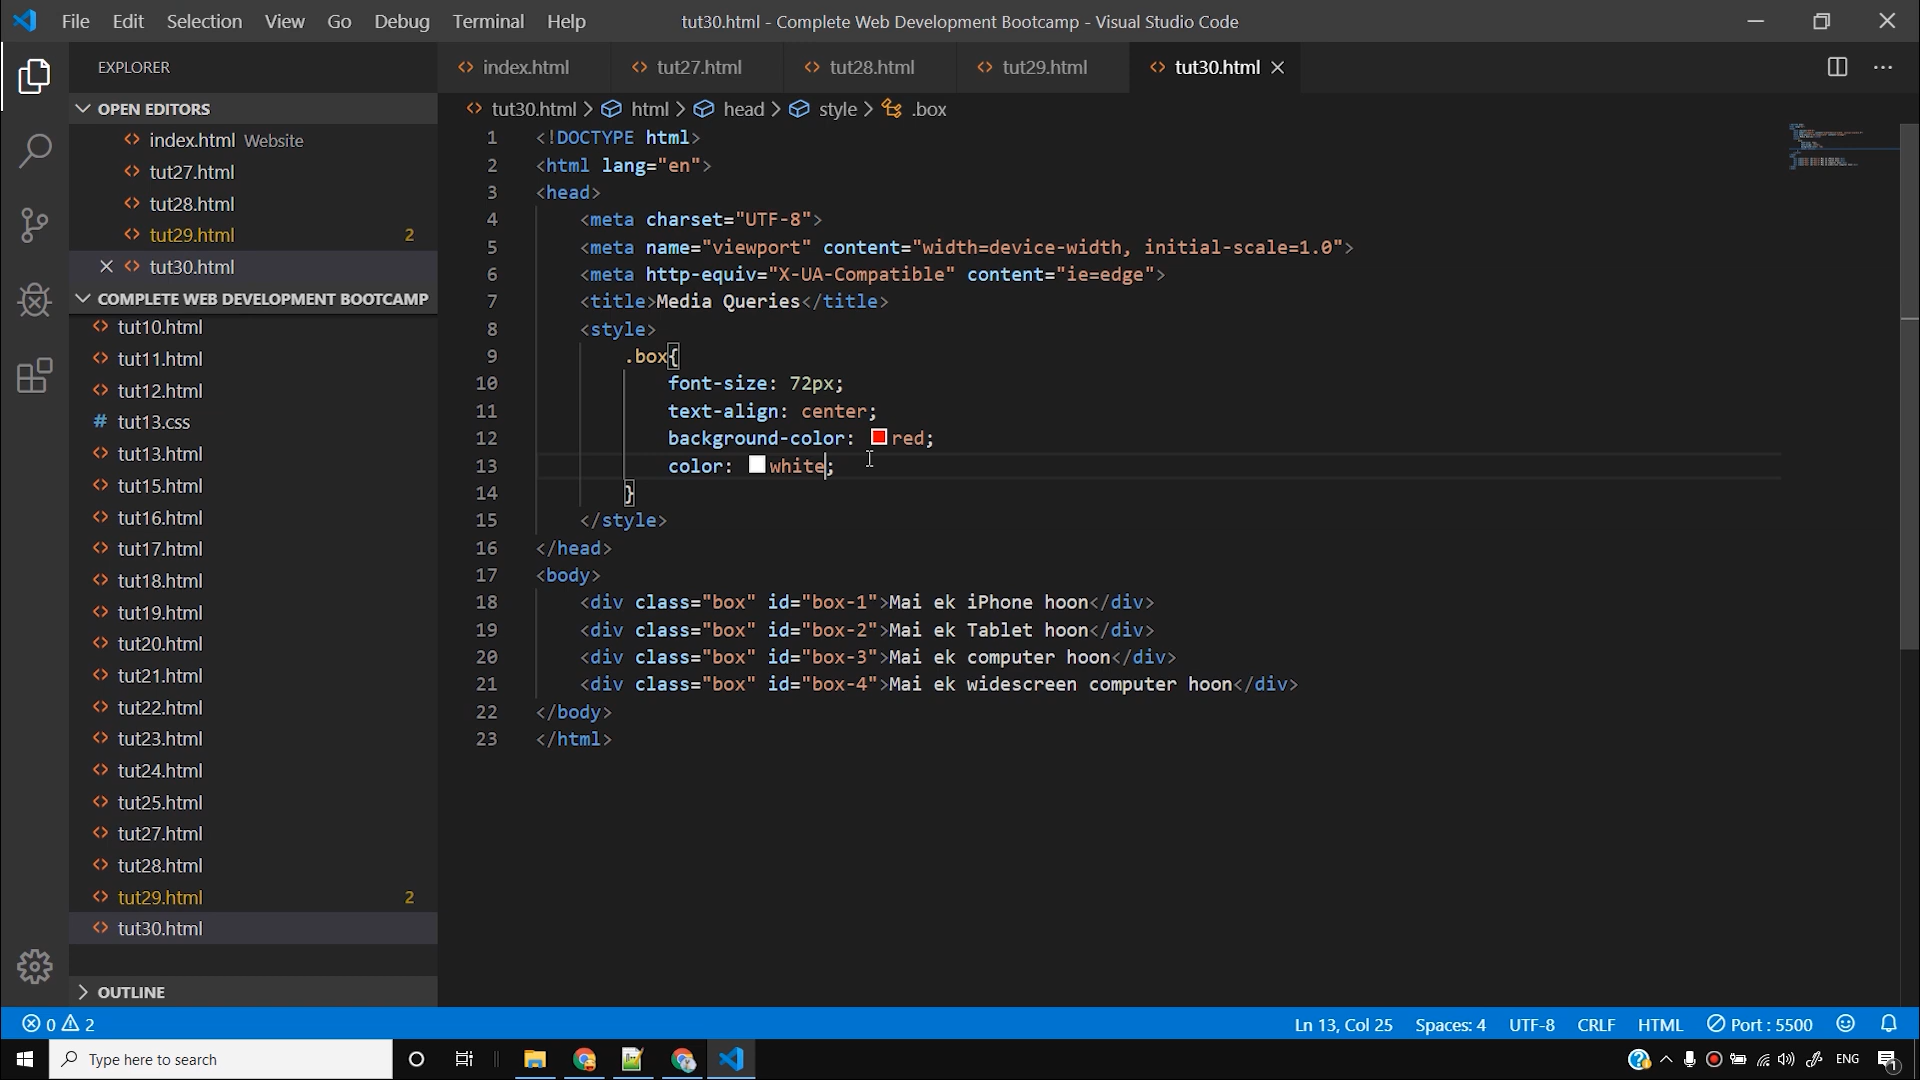 File Edit Selection View Go Debug Terminal Help
tut30.html - Complete Web Development Bootcamp - Visual Studio Code
EXPLORER
OPEN EDITORS
index.html Website
tut27.html
tut28.html
tut29.html 2
tut30.html
COMPLETE WEB DEVELOPMENT BOOTCAMP
tut10.html
tut11.html
tut12.html
# tut13.css
tut13.html
tut15.html
tut16.html
tut17.html
tut18.html
tut19.html
tut20.html
tut21.html
tut22.html
tut23.html
tut24.html
tut25.html
tut27.html
tut28.html
tut29.html 2
tut30.html
OUTLINE
index.html tut27.html tut28.html tut29.html tut30.html
tut30.html > html > head > style > .box
1 <!DOCTYPE html>
2 <html lang="en">
3 <head>
4 <meta charset="UTF-8">
5 <meta name="viewport" content="width=device-width, initial-scale=1.0">
6 <meta http-equiv="X-UA-Compatible" content="ie=edge">
7 <title>Media Queries</title>
8 <style>
9 .box{
10 font-size: 72px;
11 text-align: center;
12 background-color: red;
13 color: white;
14 }
15 </style>
16 </head>
17 <body>
18 <div class="box" id="box-1">Mai ek iPhone hoon</div>
19 <div class="box" id="box-2">Mai ek Tablet hoon</div>
20 <div class="box" id="box-3">Mai ek computer hoon</div>
21 <div class="box" id="box-4">Mai ek widescreen computer hoon</div>
22 </body>
23 </html>
0 2
Ln 13, Col 25 Spaces: 4 UTF-8 CRLF HTML Port : 5500
Type here to search
ENG
1